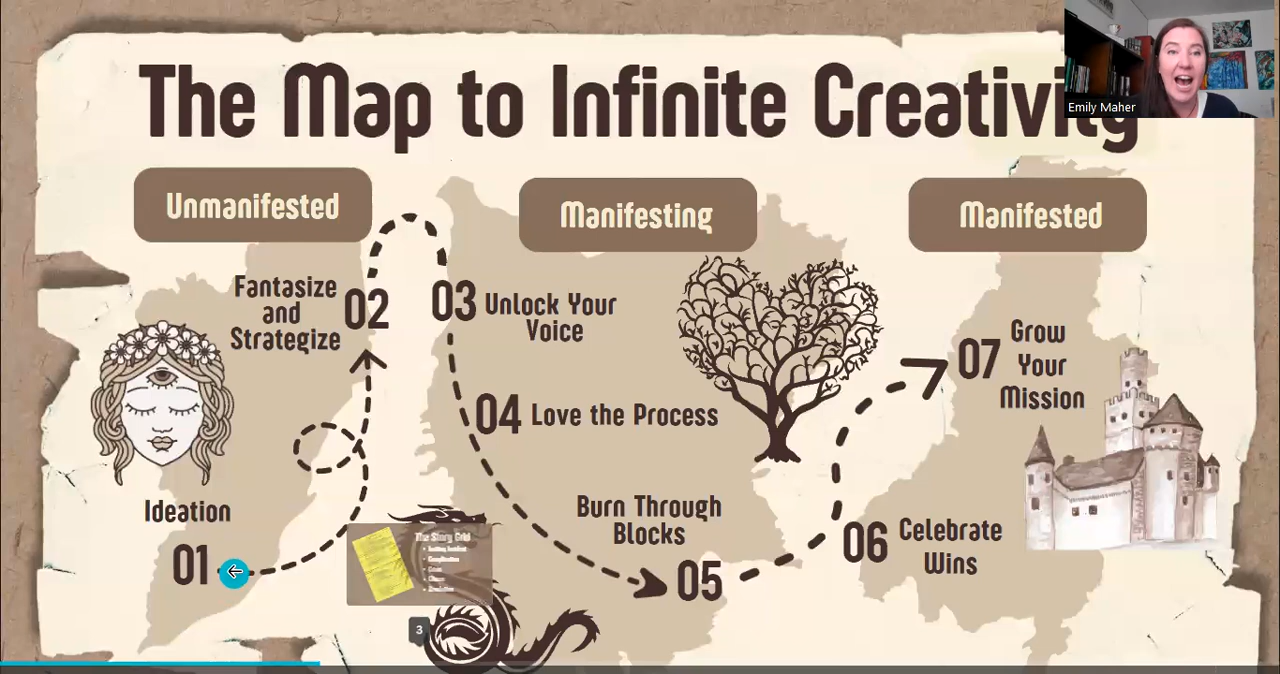 The Map to Infinite Creativity
Emily Maher
Unmanifested
Manifesting
Manifested
Fantasize
and
Strategize
02
03
Unlock Your
Voice
07
Grow
Your
Mission
04
Love the Process
Ideation
01
Burn Through
Blocks
05
06
Celebrate
Wins
The Story Grid
3